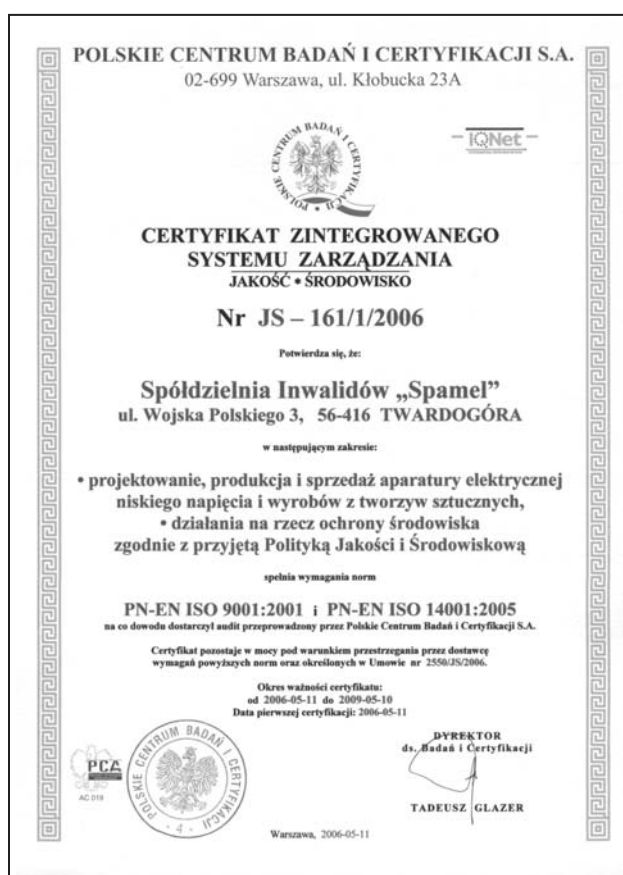 POLSKIE CENTRUM BADAŃ I CERTYFIKACJI S.A.
02-699 Warszawa, ul. Kłobucka 23A
POLSKIE CENTRUM BADAŃ I CERTYFIKACJI
IQNet
CERTYFIKAT ZINTEGROWANEGO
SYSTEMU ZARZĄDZANIA
JAKOŚĆ • ŚRODOWISKO
Nr JS – 161/1/2006
Potwierdza się, że:
Spółdzielnia Inwalidów „Spamel”
ul. Wojska Polskiego 3, 56-416 TWARDOGÓRA
w następującym zakresie:
• projektowanie, produkcja i sprzedaż aparatury elektrycznej
niskiego napięcia i wyrobów z tworzyw sztucznych,
• działania na rzecz ochrony środowiska
zgodnie z przyjętą Polityką Jakości i Środowiskową
spełnia wymagania norm
PN-EN ISO 9001:2001 i PN-EN ISO 14001:2005
na co dowodu dostarczył audit przeprowadzony przez Polskie Centrum Badań i Certyfikacji S.A.
Certyfikat pozostaje w mocy pod warunkiem przestrzegania przez dostawcę
wymagań powyższych norm oraz określonych w Umowie nr 2550/JS/2006.
Okres ważności certyfikatu:
od 2006-05-11 do 2009-05-10
Data pierwszej certyfikacji: 2006-05-11
PCA
AC 019
POLSKIE CENTRUM BADAŃ I CERTYFIKACJI
- 4 -
DYREKTOR
ds. Badań i Certyfikacji
TADEUSZ GLAZER
Warszawa, 2006-05-11